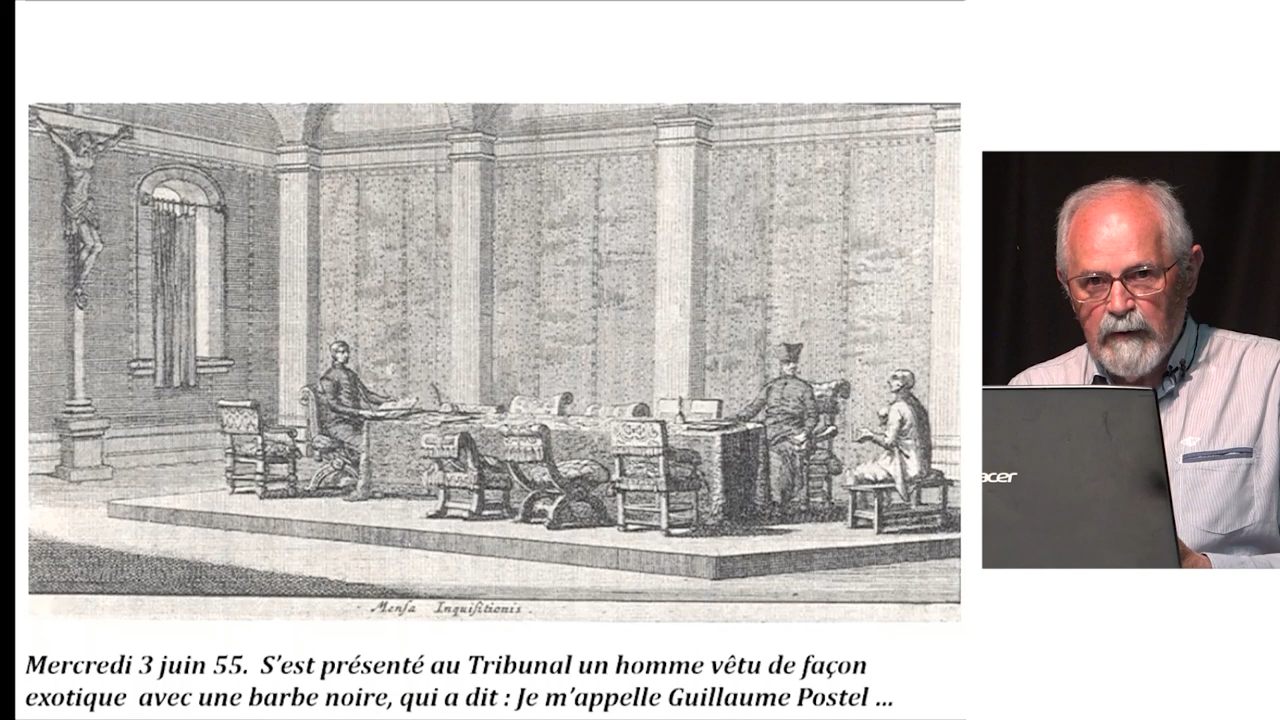 Mensa Inquisitionis.
acer
Mercredi 3 juin 55. S’est présenté au Tribunal un homme vêtu de façon
exotique avec une barbe noire, qui a dit : Je m’appelle Guillaume Postel ...